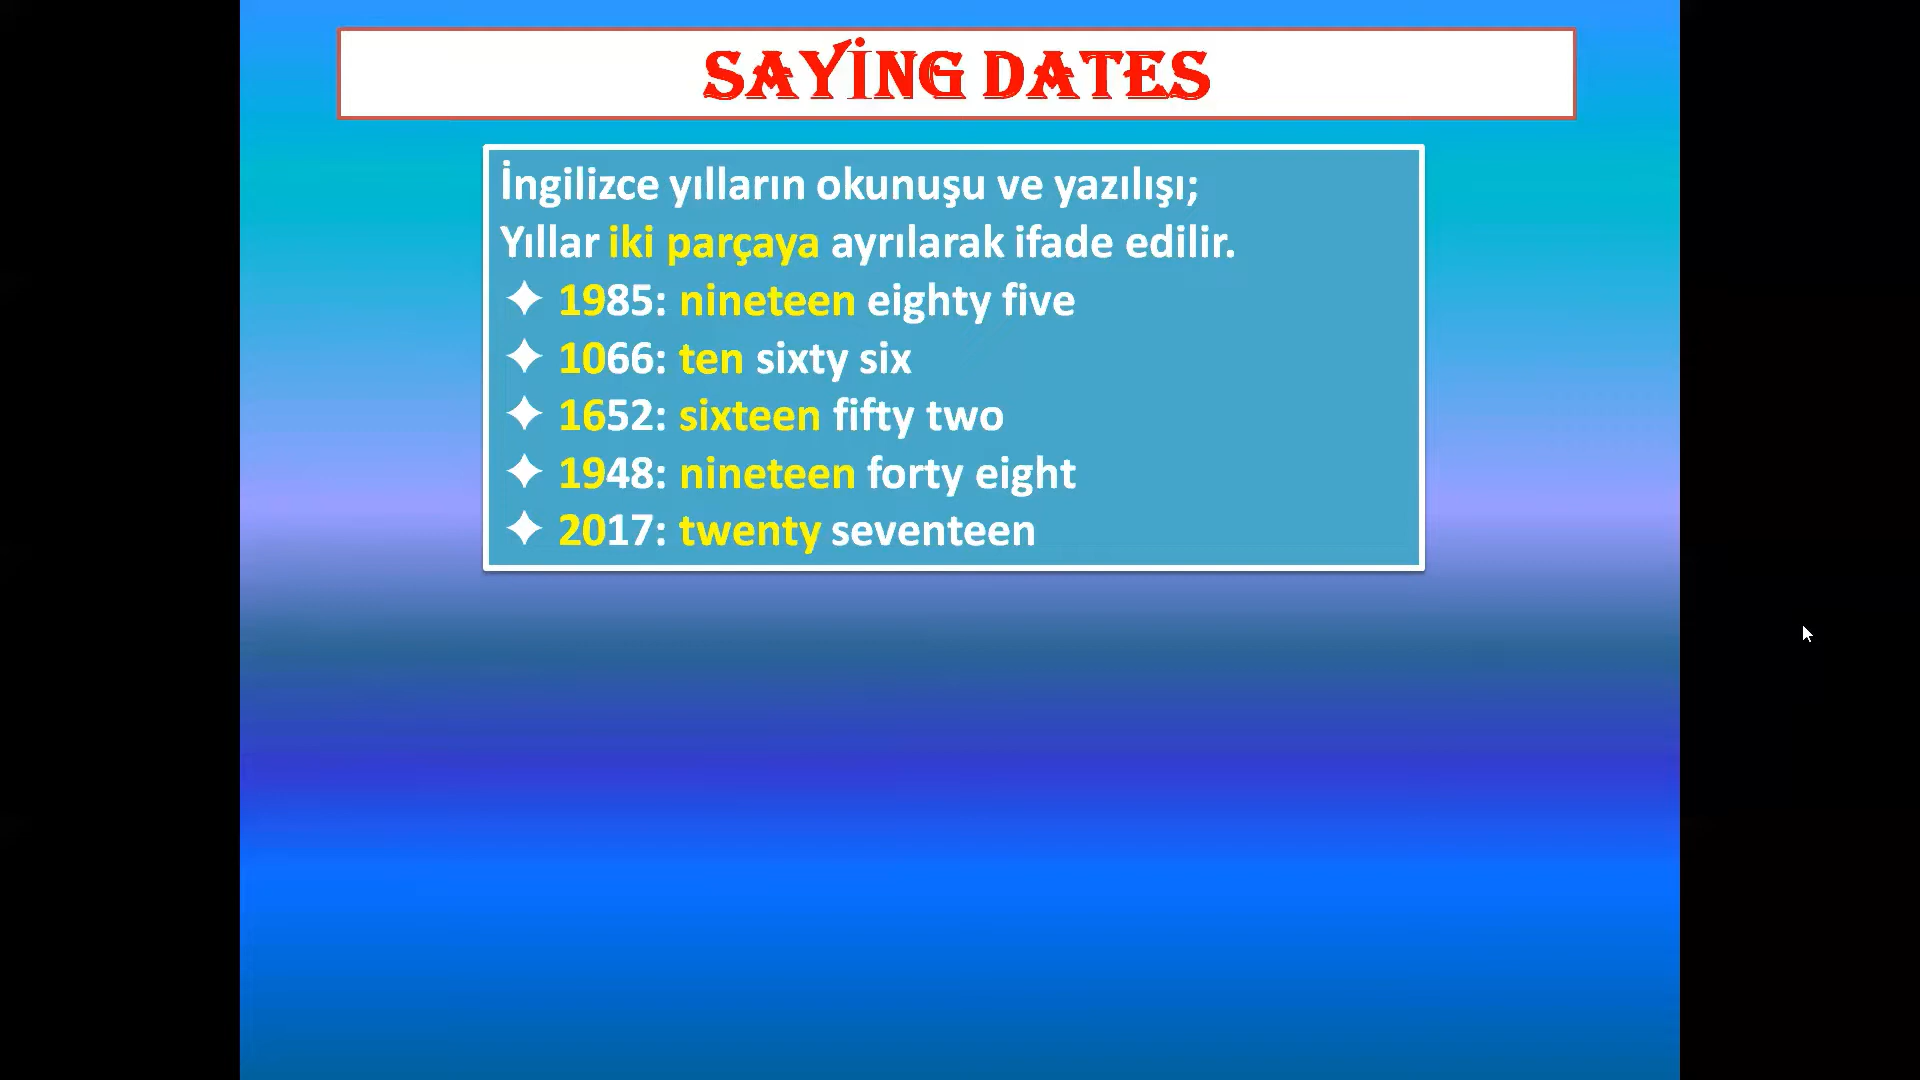 SAYİNG DATES
İngilizce yılların okunuşu ve yazılışı;
Yıllar iki parçaya ayrılarak ifade edilir.
✦ 1985: nineteen eighty five
✦ 1066: ten sixty six
✦ 1652: sixteen fifty two
✦ 1948: nineteen forty eight
✦ 2017: twenty seventeen